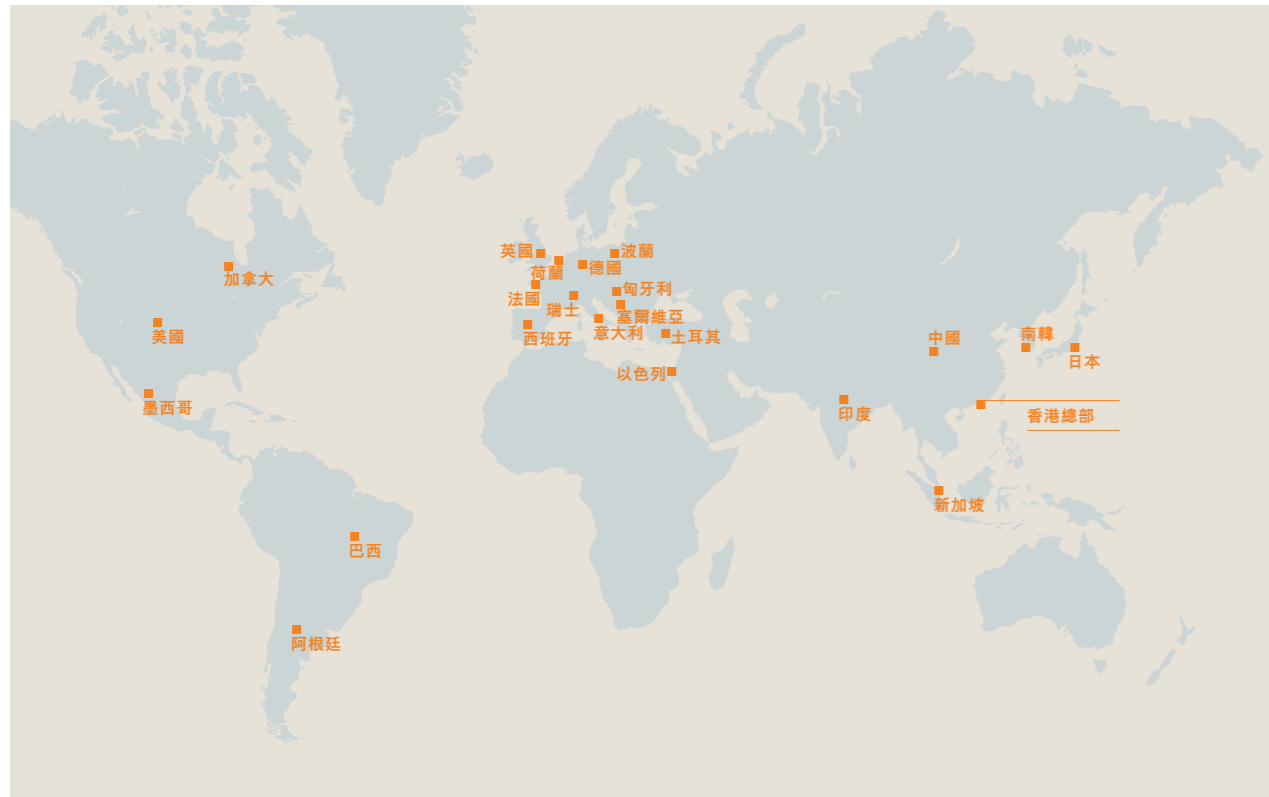 英國
波蘭
荷蘭
德國
加拿大
法國
匈牙利
瑞士
塞爾維亞
美國
西班牙
意大利
土耳其
中國
南韓
日本
以色列
墨西哥
印度
香港總部
新加坡
巴西
阿根廷